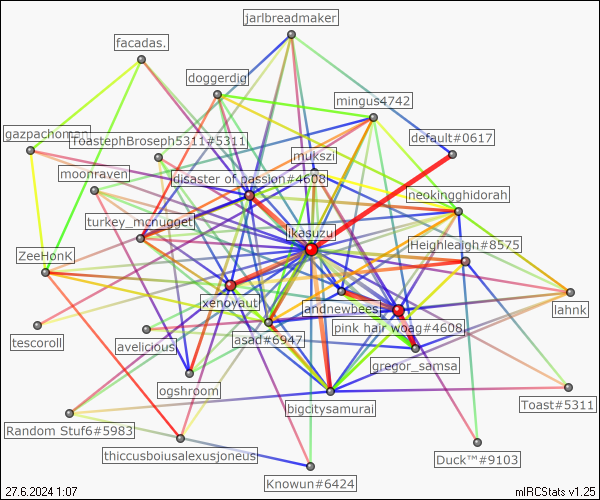 jarlbreadmaker
facadas.
doggerdig
mingus4742
gazpachoman
ToastephBroseph5311#5311
default#0617
mukszi
moonraven
disaster of passion#4608
neokingghidorah
turkey_mcnugget
ikasuzu
Heighleaigh#8575
ZeeHonK
xenoyaut
andnewbees
lahnk
pink hair woag#4608
tescoroll
avelicious
asad#6947
gregor_samsa
ogshroom
bigcitysamurai
Toast#5311
Random Stuf6#5983
thiccusboiusalexusjoneus
Duck™#9103
Knowun#6424
27.6.2024 1:07
mIRCStats v1.25